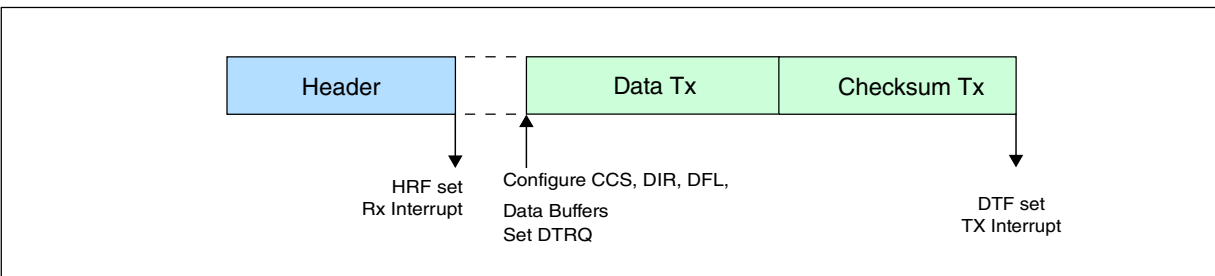 Header
Data Tx
Checksum Tx
HRF set
Rx Interrupt
Configure CCS, DIR, DFL,
Data Buffers
Set DTRQ
DTF set
TX Interrupt